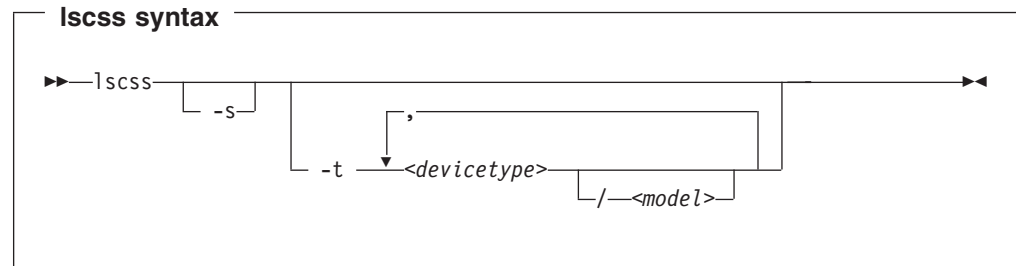 lscss syntax
lscss
-s
,
-t <devicetype>
/ <model>